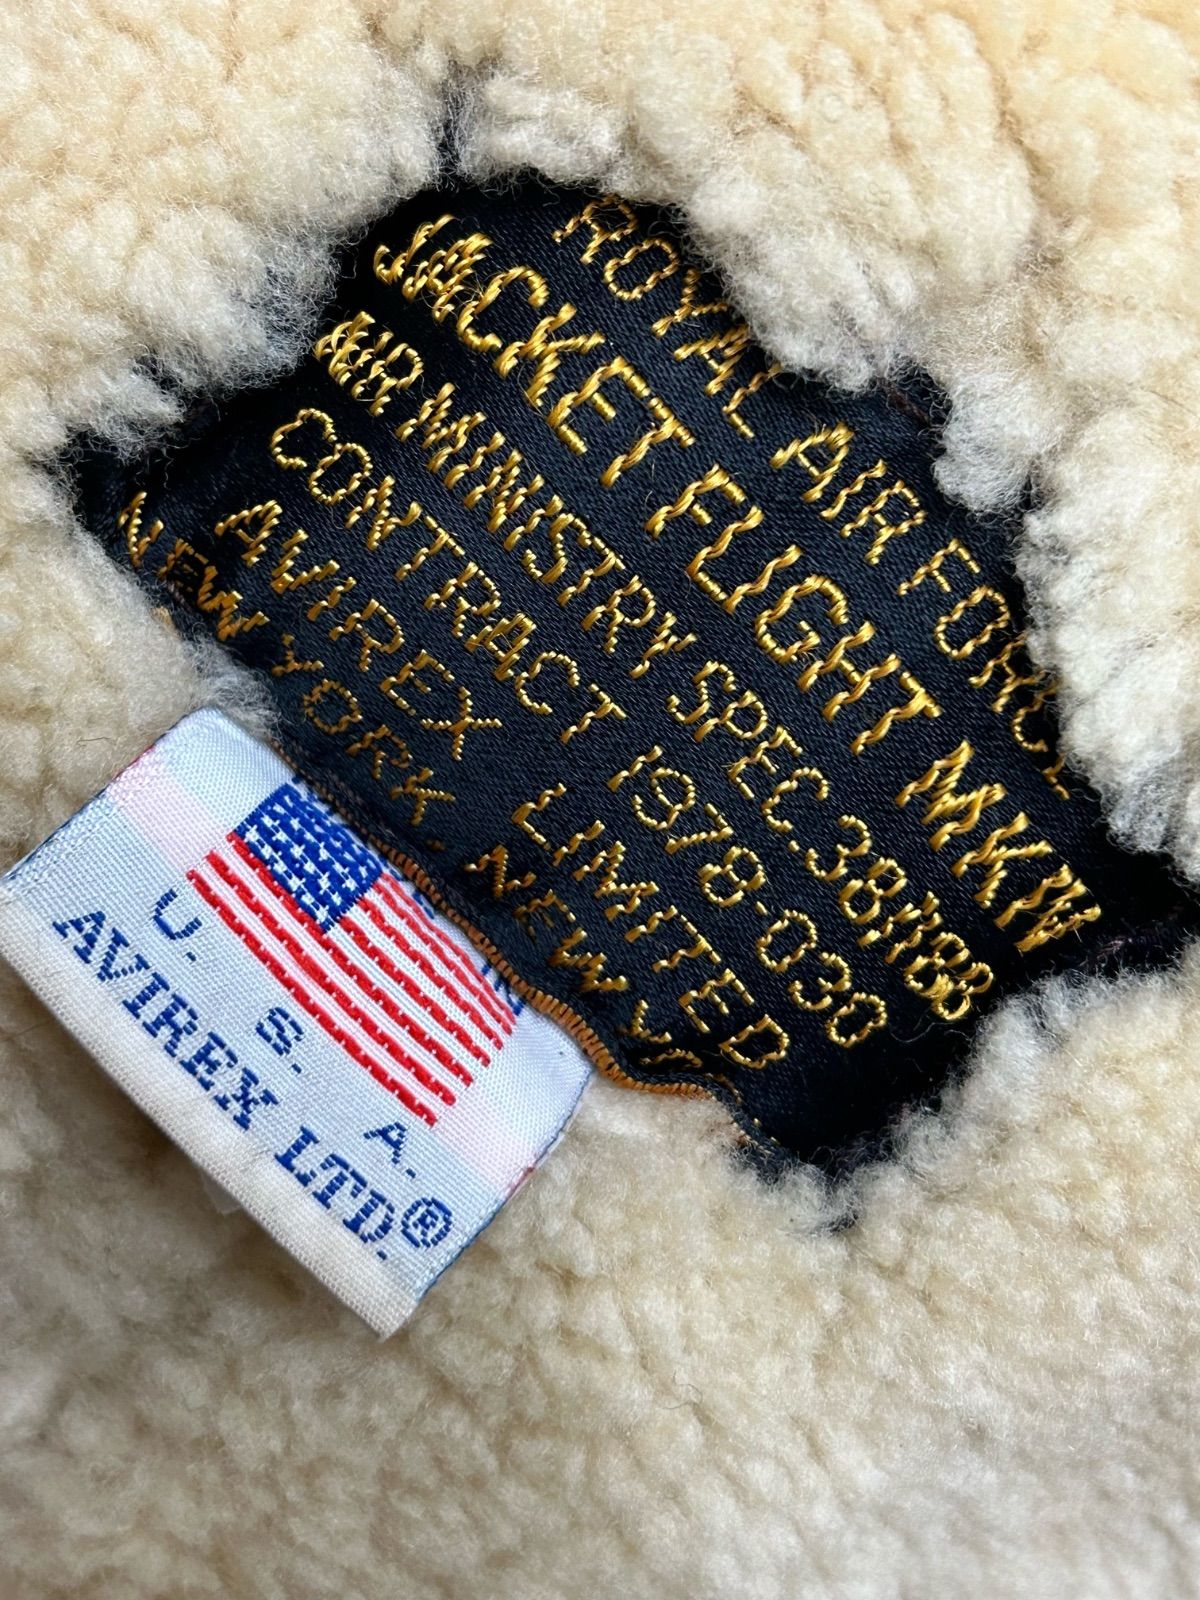 ROYAL AIR FORCE
JACKET FLIGHT MKIV
AIR MINISTRY SPEC. 38/188
CONTRACT 1978-030
AVIREX LIMITED
NEW YORK, NEW YO
U. S. A.
AVIREX LTD.®